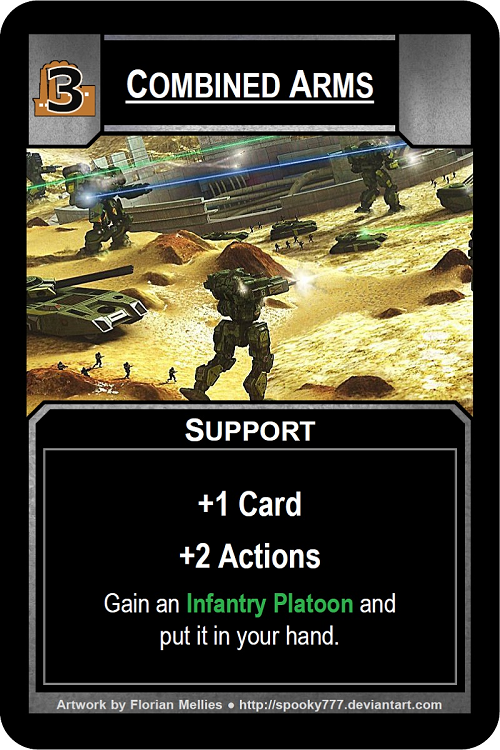 3
COMBINED ARMS
SUPPORT
+1 Card
+2 Actions
Gain an Infantry Platoon and
put it in your hand.
Artwork by Florian Mellies ● http://spooky777.deviantart.com